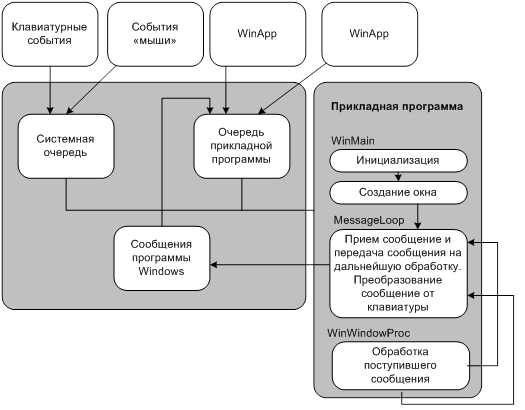 Клавиатурные
события
События
«мыши»
WinApp
WinApp
Системная
очередь
Очередь
прикладной
программы
Сообщения
программы
Windows
Прикладная программа
WinMain
Инициализация
Создание окна
MessageLoop
Прием сообщение и
передача сообщения на
дальнейшую обработку.
Преобразование
сообщение от
клавиатуры
WinWindowProc
Обработка
поступившего
сообщения